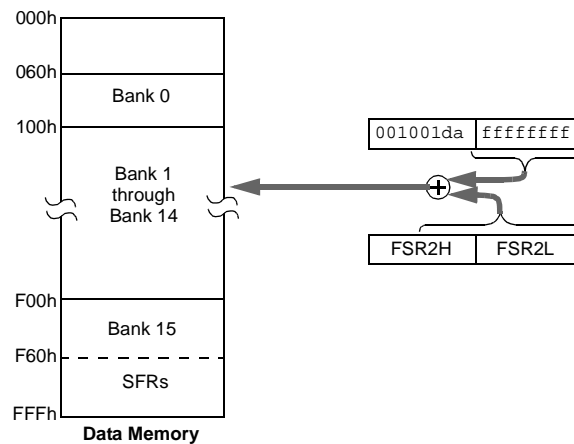 000h
060h
Bank 0
100h
001001da ffffffff
Bank 1
through
Bank 14
FSR2H FSR2L
F00h
Bank 15
F60h
SFRs
FFFh
Data Memory